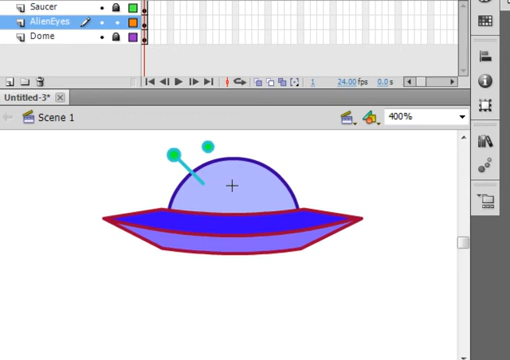 Saucer
AlienEyes
Dome
1 24.00 fps 0.0 s
Untitled-3*
Scene 1
400%